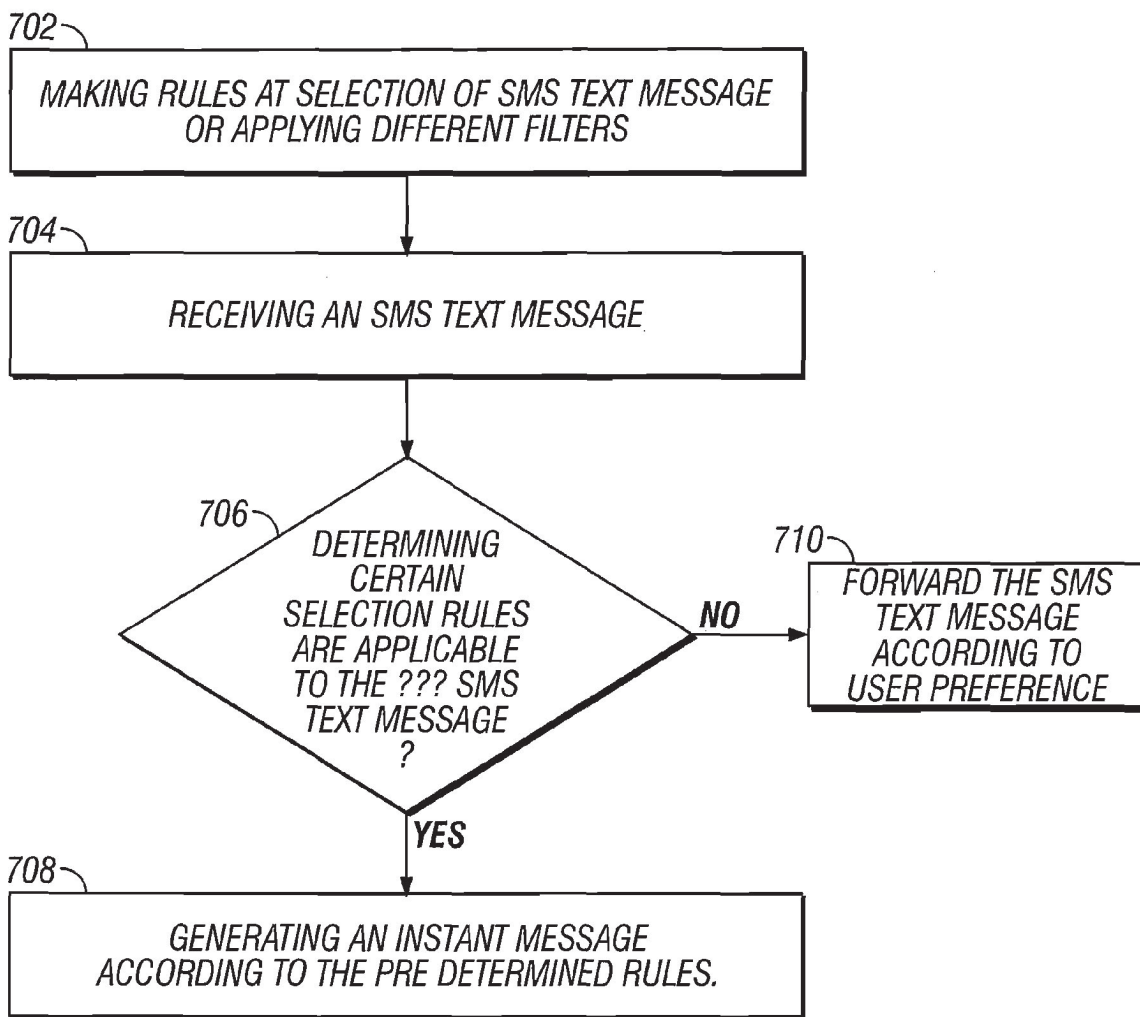 702
MAKING RULES AT SELECTION OF SMS TEXT MESSAGE
OR APPLYING DIFFERENT FILTERS
704
RECEIVING AN SMS TEXT MESSAGE
706
DETERMINING
CERTAIN
SELECTION RULES
ARE APPLICABLE
TO THE ??? SMS
TEXT MESSAGE
?
NO
710
FORWARD THE SMS
TEXT MESSAGE
ACCORDING TO
USER PREFERENCE
YES
708
GENERATING AN INSTANT MESSAGE
ACCORDING TO THE PRE DETERMINED RULES.